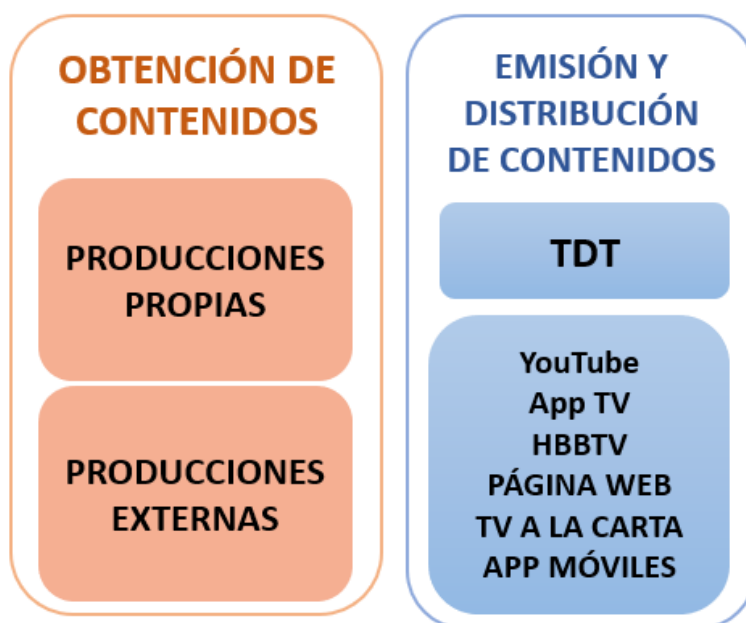 OBTENCIÓN DE
CONTENIDOS
PRODUCCIONES
PROPIAS
PRODUCCIONES
EXTERNAS
EMISIÓN Y
DISTRIBUCIÓN
DE CONTENIDOS
TDT
YouTube
App TV
HBBTV
PÁGINA WEB
TV A LA CARTA
APP MÓVILES